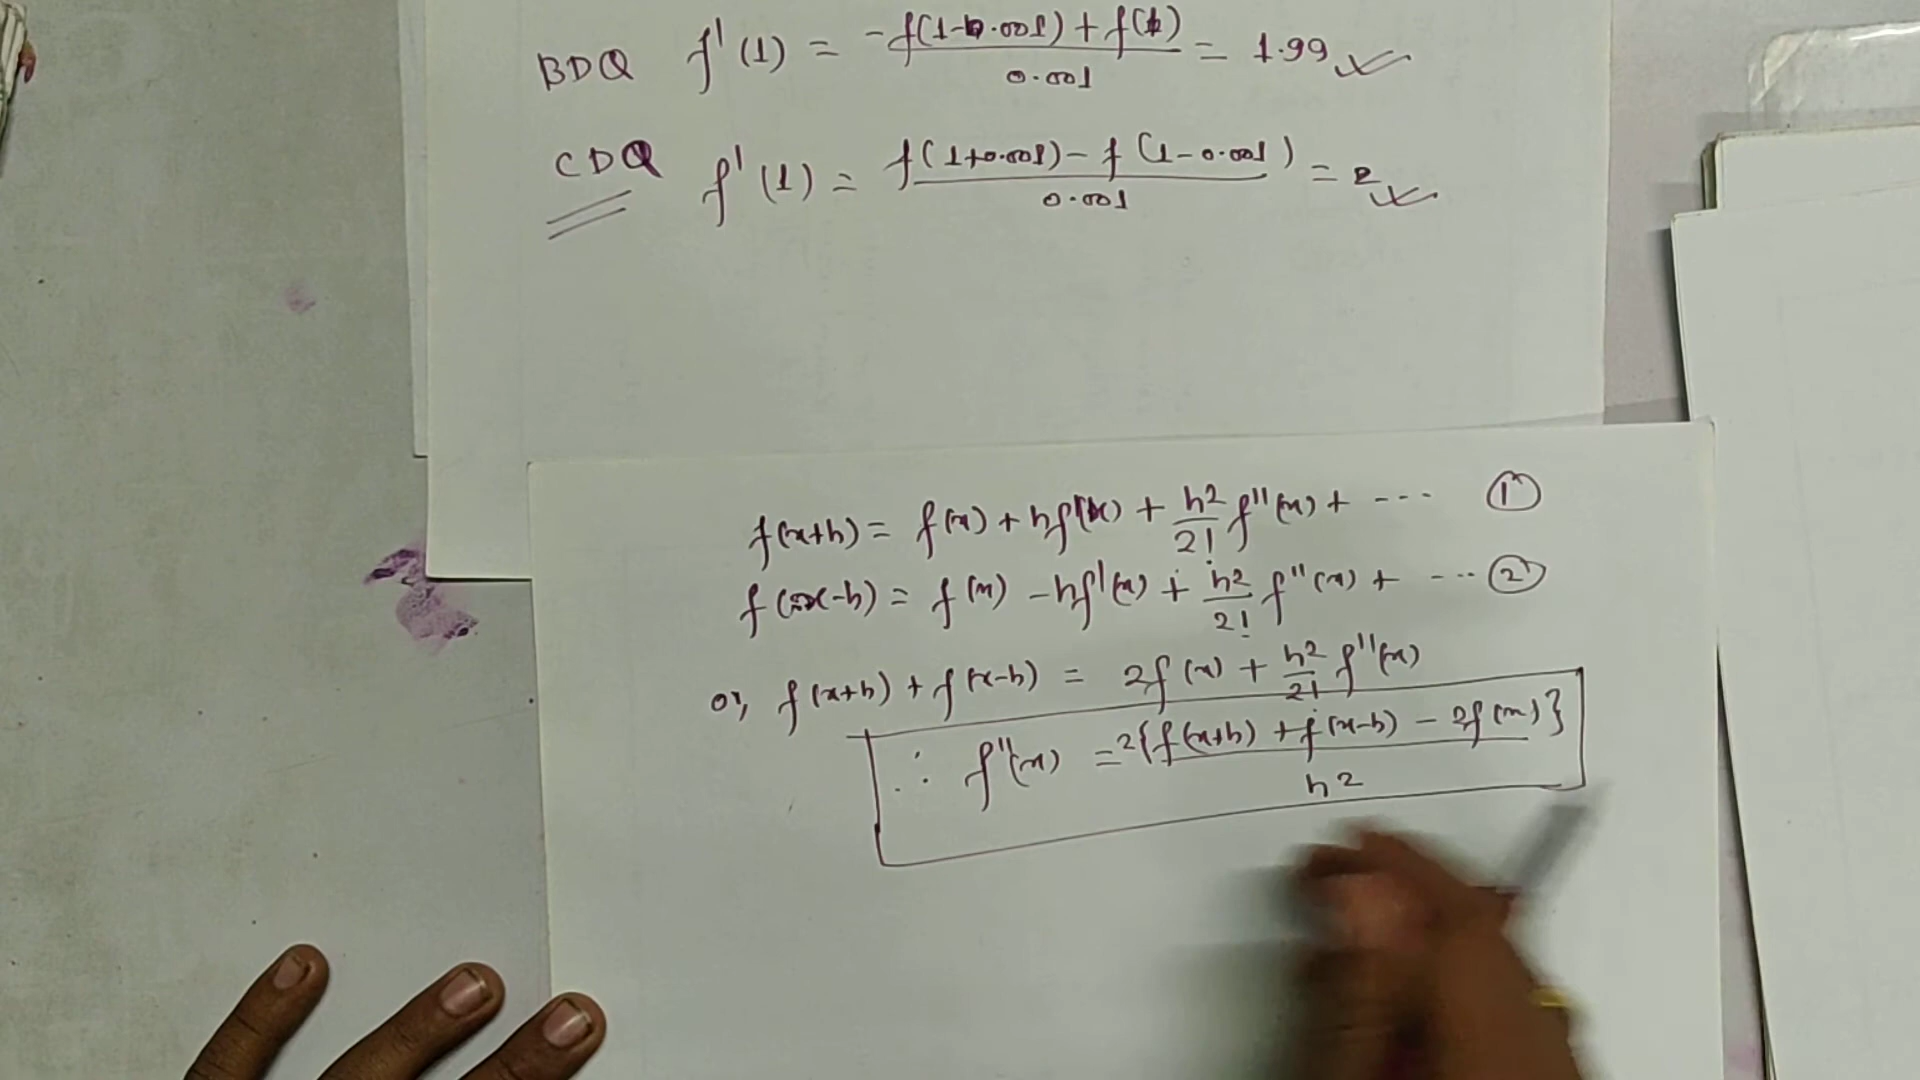 BDQ f'(1) = -f(1-0.001) + f(1) / 0.001 = 1.99
CDQ f'(1) = f(1+0.001) - f(1-0.001) / 0.001 = 2
f(x+h) = f(x) + hf'(x) + h2/2! f''(x) + --- 1
f(x-h) = f(x) - hf'(x) + h2/2! f''(x) + --- 2
or, f(x+h) + f(x-h) = 2f(x) + h2/2! f''(x)
∴ f''(x) = 2{f(x+h) + f(x-h) - 2f(x)} / h2